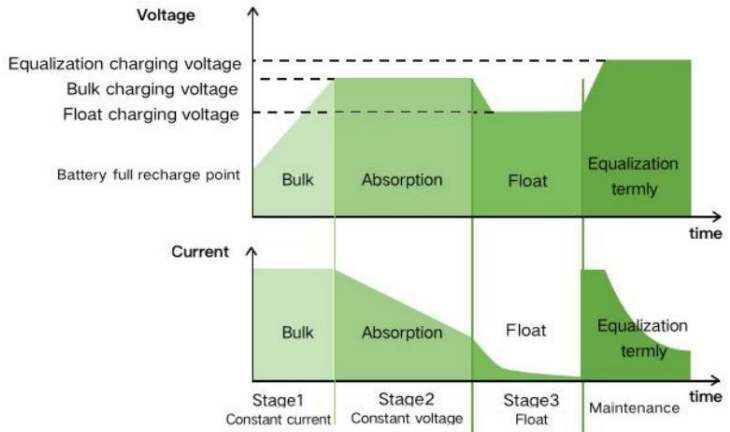 Voltage
Equalization charging voltage
Bulk charging voltage
Float charging voltage
Battery full recharge point
Bulk
Absorption
Float
Equalization
termly
time
Current
Bulk
Absorption
Float
Equalization
termly
time
Stage1
Constant current
Stage2
Constant voltage
Stage3
Float
Maintenance